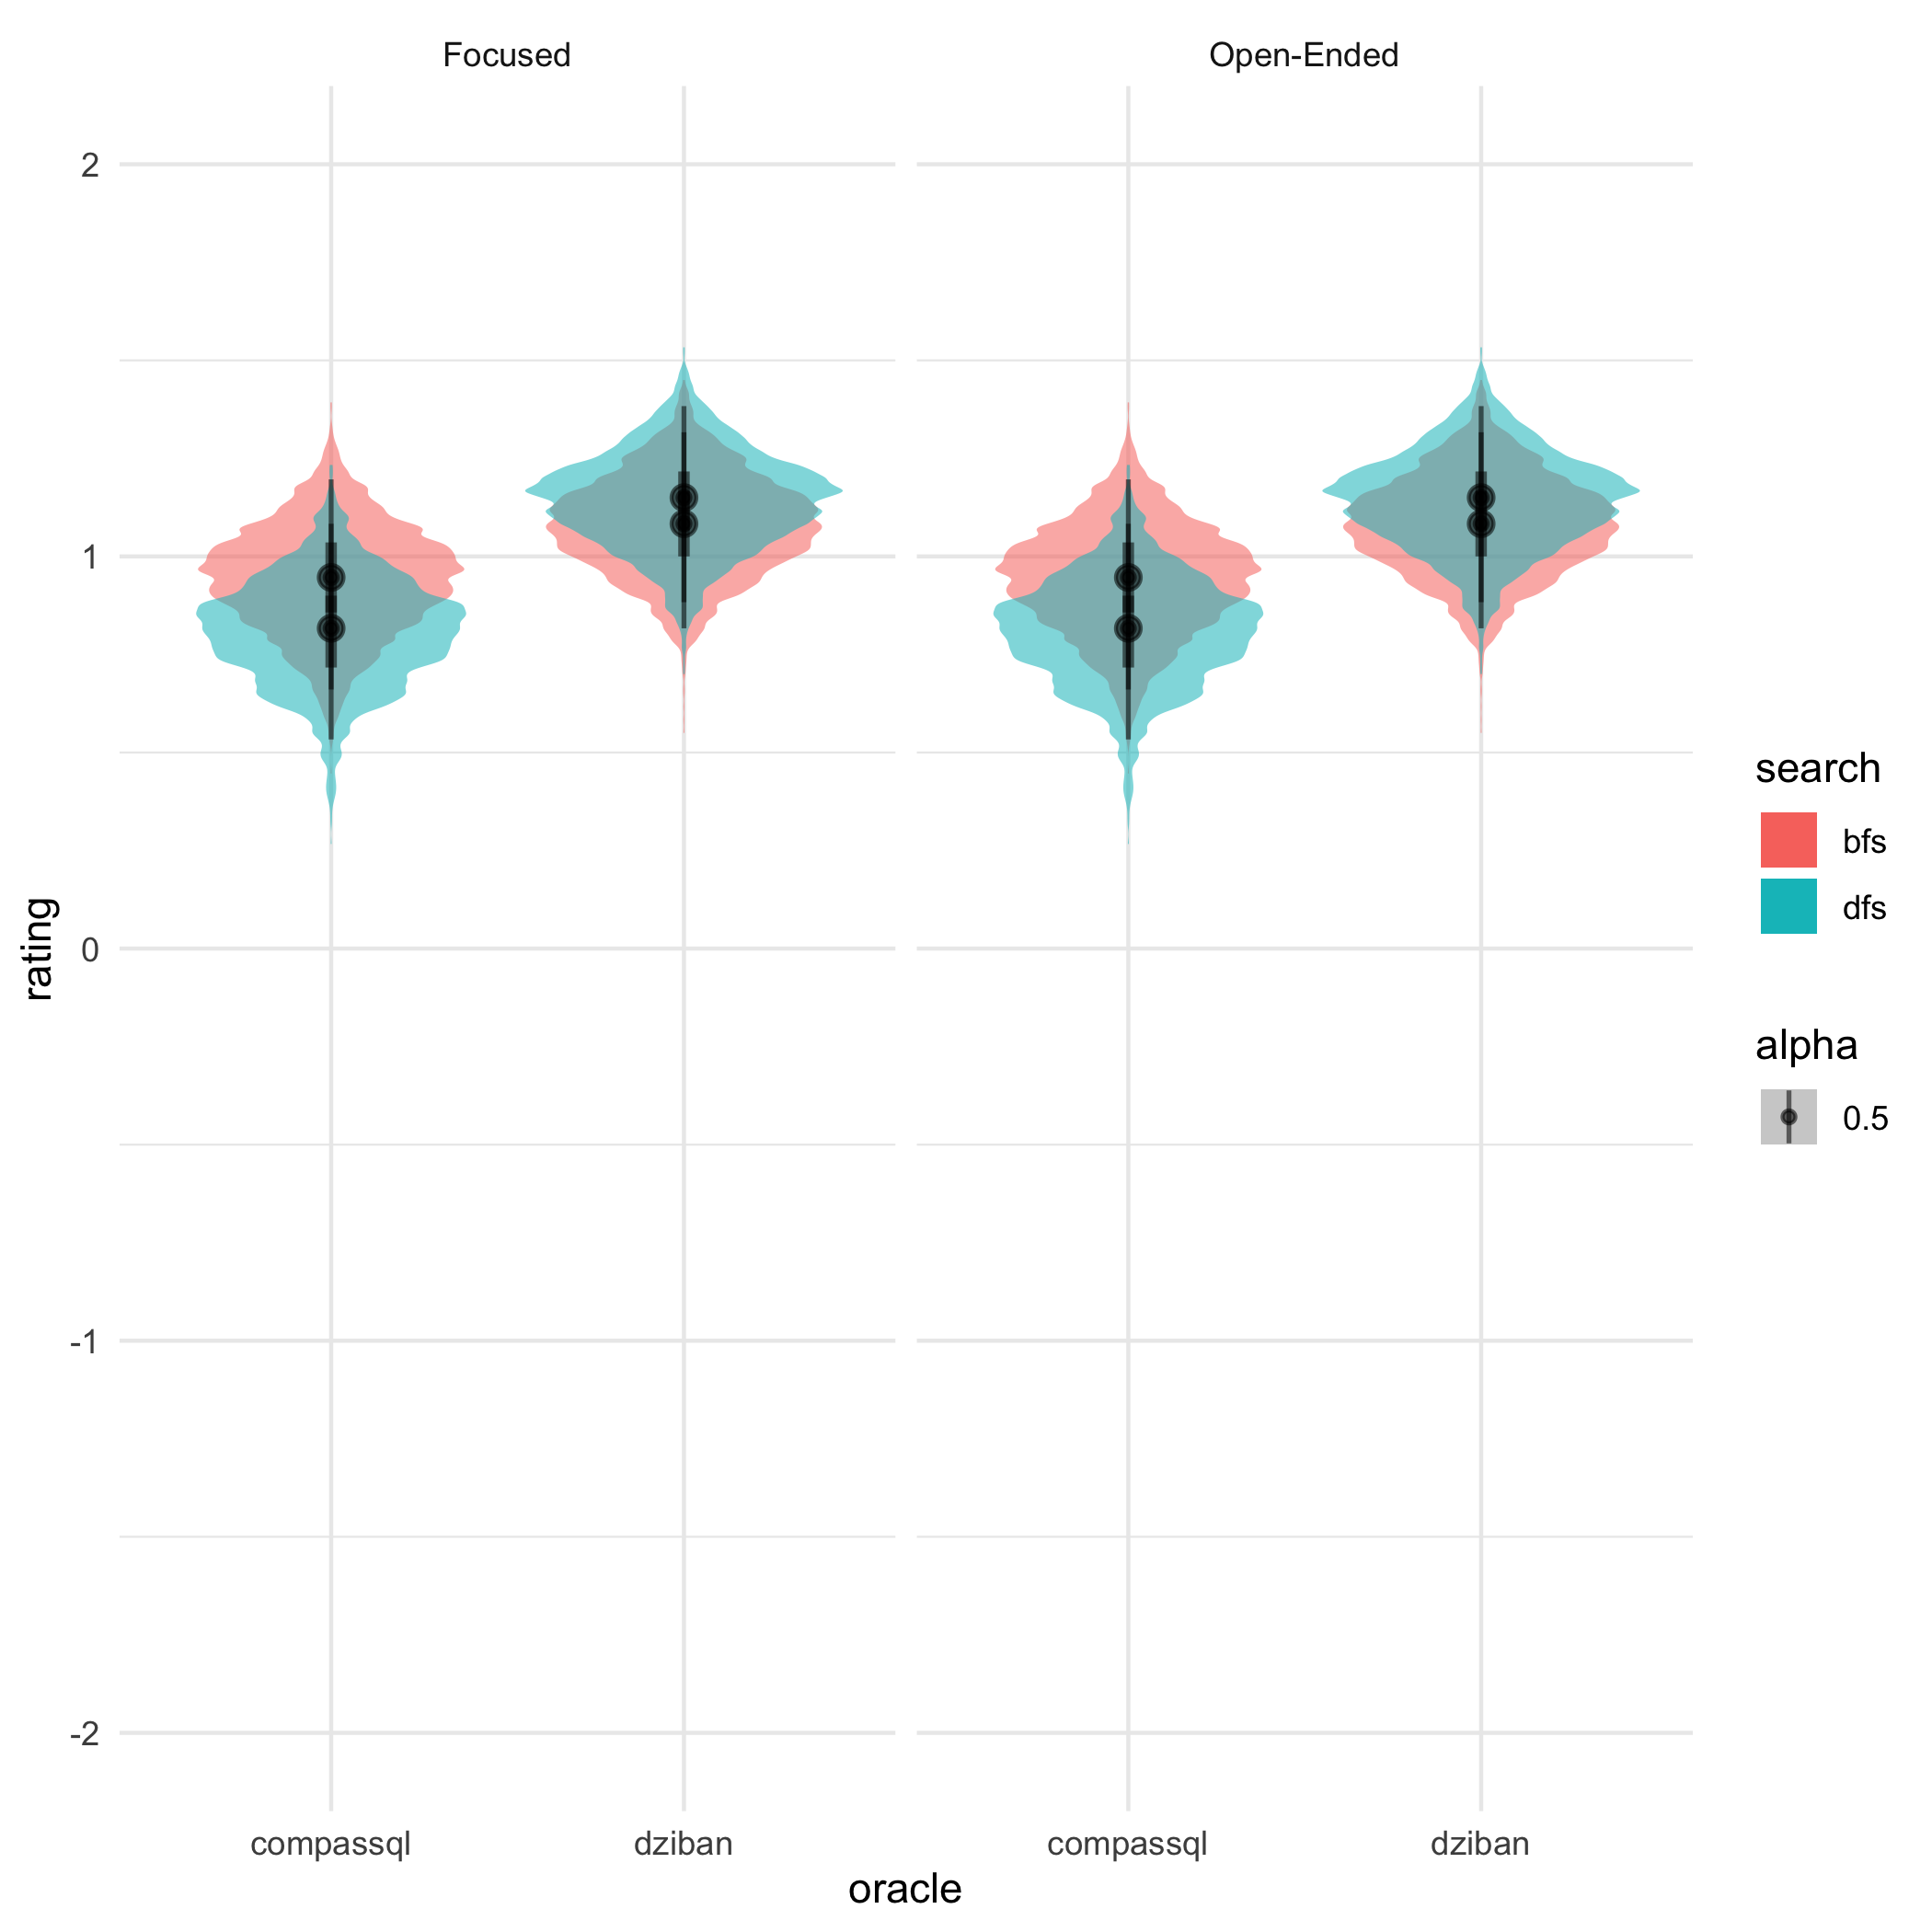 Focused
Open-Ended
2
1
0
-1
-2
rating
compassql
dziban
compassql
dziban
oracle
search
bfs
dfs
alpha
0.5